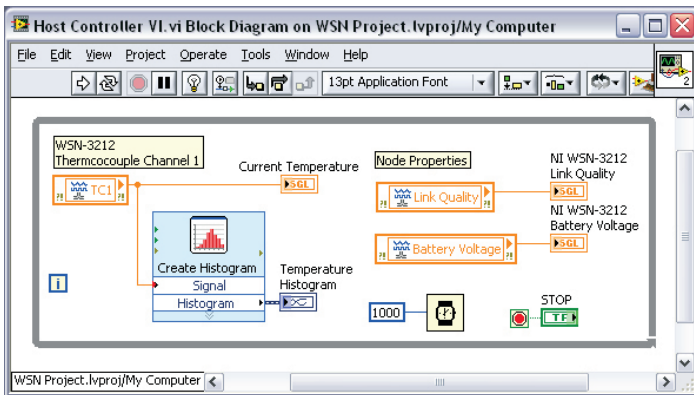 Host Controller VI.vi Block Diagram on WSN Project.lvproj/My Computer
File Edit View Project Operate Tools Window Help
13pt Application Font
2
WSN-3212
Thermcocouple Channel 1
TC1
Current Temperature
SGL
Node Properties
NI WSN-3212
Link Quality
Link Quality
SGL
NI WSN-3212
Battery Voltage
Battery Voltage
SGL
Create Histogram
Signal
Histogram
Temperature
Histogram
i
1000
STOP
TF
WSN Project.lvproj/My Computer